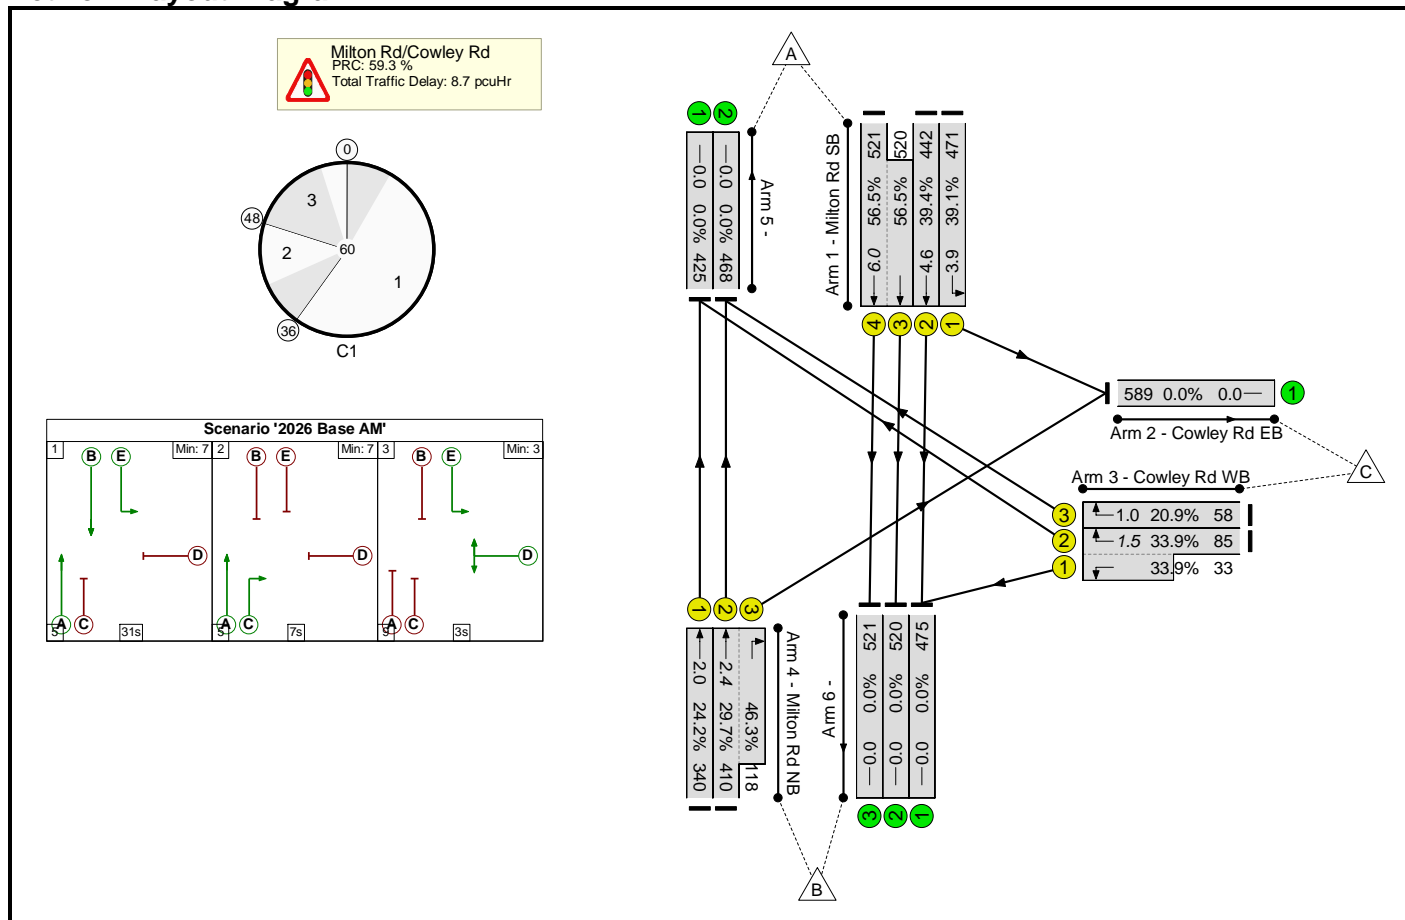 Milton Rd/Cowley Rd
PRC: 59.3 %
Total Traffic Delay: 8.7 pcuHr
0
3
48
2
60
1
36
C1
Scenario '2026 Base AM'
1
B
E
Min: 7
D
A
C
5
31s
2
B
E
Min: 7
D
A
C
5
7s
3
B
E
Min: 3
D
A
C
9
3s
A
1
2
0.0 0.0% 425
0.0 0.0% 468
Arm 5 -
Arm 1 - Milton Rd SB
6.0 56.5% 521
56.5% 520
4.6 39.4% 442
3.9 39.1% 471
4
3
2
1
589 0.0% 0.0
1
Arm 2 - Cowley Rd EB
C
Arm 3 - Cowley Rd WB
3
1.0 20.9% 58
2
1.5 33.9% 85
1
33.9% 33
1
2
3
2.0 24.2% 340
2.4 29.7% 410
46.3% 118
Arm 4 - Milton Rd NB
Arm 6 -
0.0 0.0% 521
0.0 0.0% 520
0.0 0.0% 475
3
2
1
B